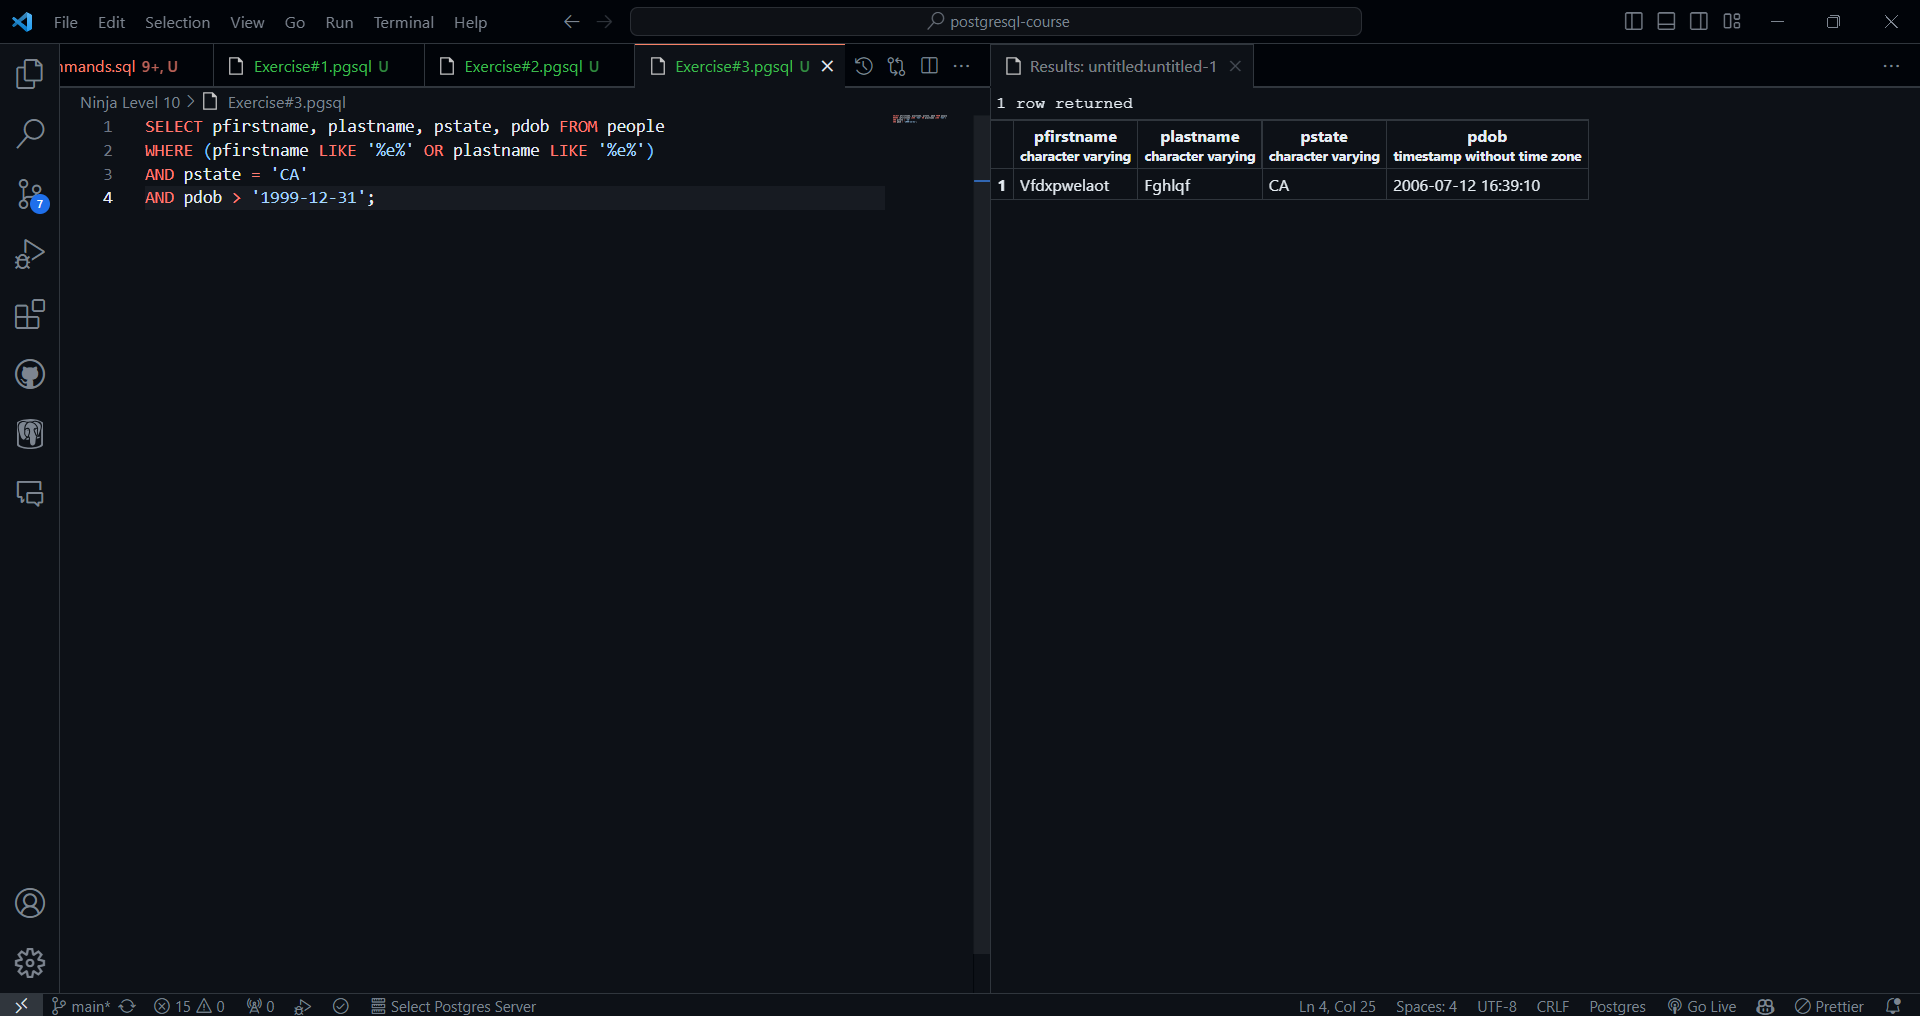 File Edit Selection View Go Run Terminal Help
postgresql-course
mmands.sql 9+, U
Exercise#1.pgsql U
Exercise#2.pgsql U
Exercise#3.pgsql U
Results: untitled:untitled-1
Ninja Level 10 > Exercise#3.pgsql
1 SELECT pfirstname, plastname, pstate, pdob FROM people
2 WHERE (pfirstname LIKE '%e%' OR plastname LIKE '%e%')
3 AND pstate = 'CA'
4 AND pdob > '1999-12-31';
1 row returned
pfirstname plastname pstate pdob
character varying character varying character varying timestamp without time zone
1 Vfdxpwelaot Fghlqf CA 2006-07-12 16:39:10
7
main* 15 0 0 Select Postgres Server
Ln 4, Col 25 Spaces: 4 UTF-8 CRLF Postgres Go Live Prettier